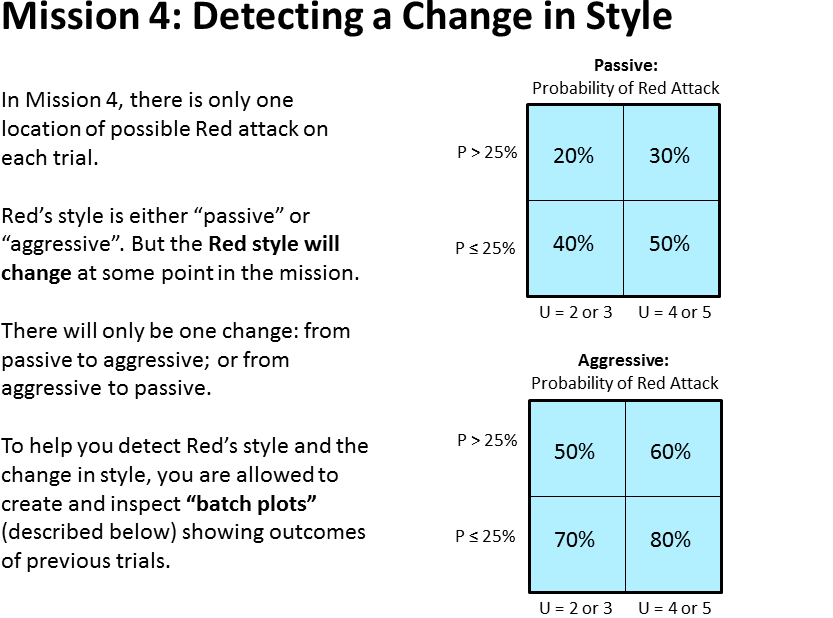 Mission 4: Detecting a Change in Style
In Mission 4, there is only one
location of possible Red attack on
each trial.
Red’s style is either “passive” or
“aggressive”. But the Red style will
change at some point in the mission.
There will only be one change: from
passive to aggressive; or from
aggressive to passive.
To help you detect Red’s style and the
change in style, you are allowed to
create and inspect “batch plots”
(described below) showing outcomes
of previous trials.
Passive:
Probability of Red Attack
P > 25% 20% 30%
P ≤ 25% 40% 50%
U = 2 or 3 U = 4 or 5
Aggressive:
Probability of Red Attack
P > 25% 50% 60%
P ≤ 25% 70% 80%
U = 2 or 3 U = 4 or 5